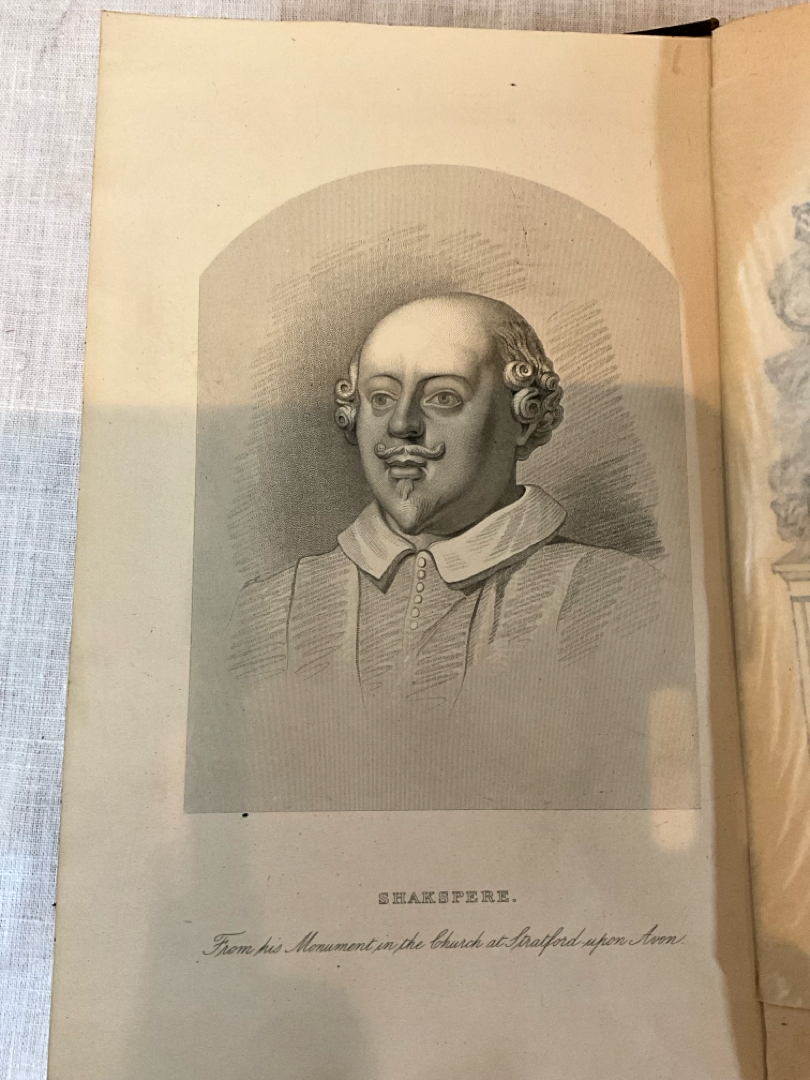 SHAKSPERE.
From his Monument in the Church at Stratford upon Avon.